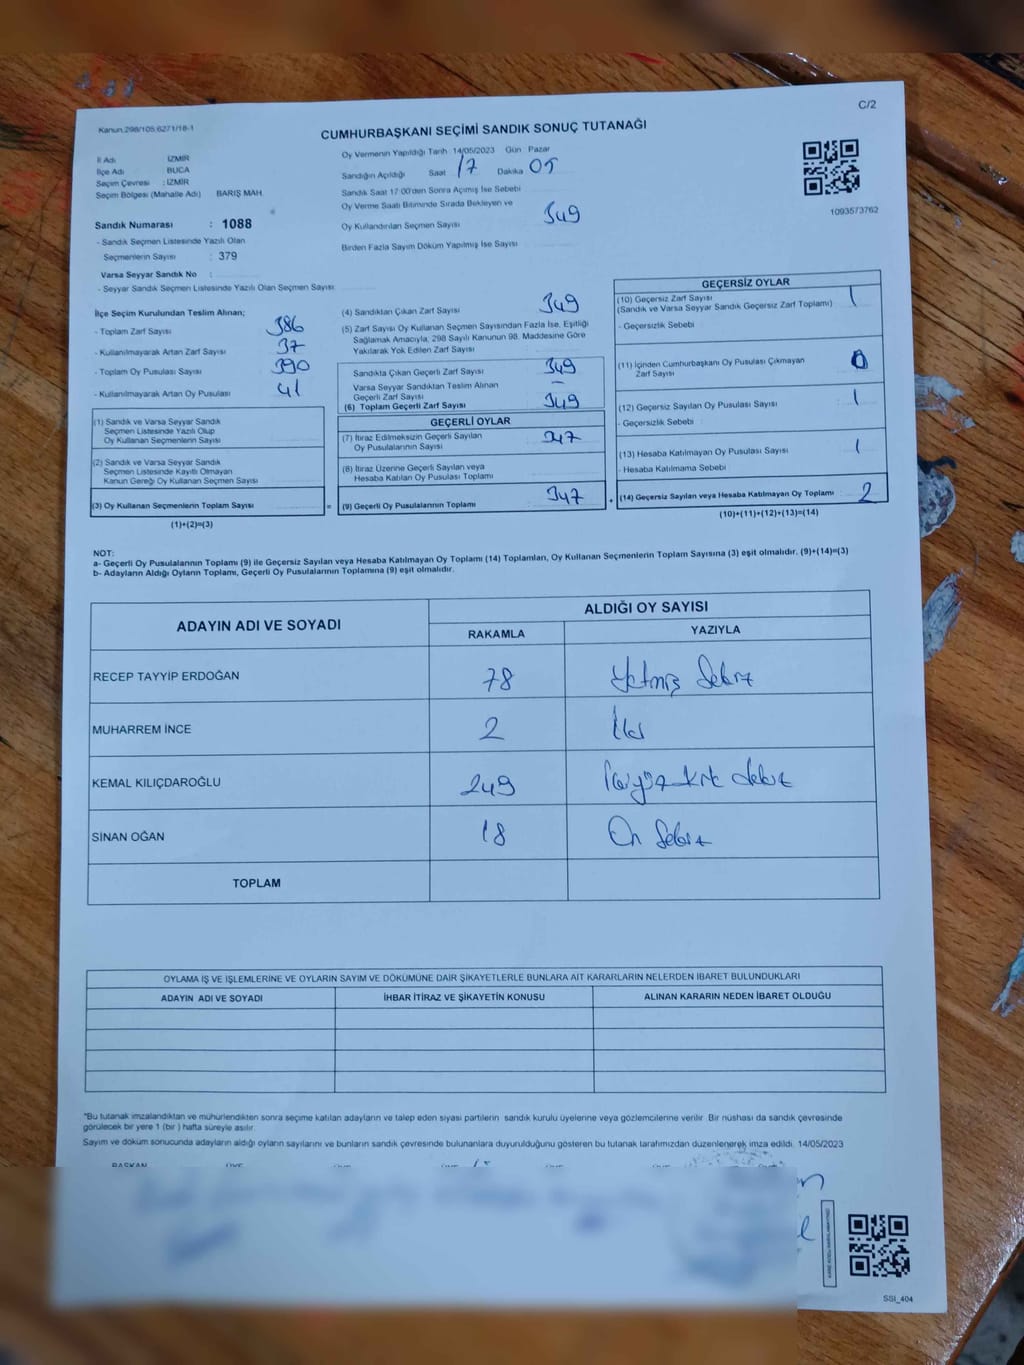 C/2
Kanun,298/105,6271/18-1
CUMHURBAŞKANI SEÇİMİ SANDIK SONUÇ TUTANAĞI
İl Adı İZMİR
İlçe Adı BUCA
Seçim Çevresi : İZMİR
Seçim Bölgesi (Mahalle Adı) BARIŞ MAH.
Oy Vermenin Yapıldığı Tarih 14/05/2023 Gün Pazar
Sandığın Açıldığı Saat 17 Dakika 05
Sandık Saat 17:00'den Sonra Açılmış İse Sebebi
Oy Verme Saati Bitiminde Sırada Bekleyen ve
Oy Kullandırılan Seçmen Sayısı 349
Birden Fazla Sayım Döküm Yapılmış İse Sayısı
1093573762
Sandık Numarası : 1088
- Sandık Seçmen Listesinde Yazılı Olan
Seçmenlerin Sayısı : 379
Varsa Seyyar Sandık No :
- Seyyar Sandık Seçmen Listesinde Yazılı Olan Seçmen Sayısı
İlçe Seçim Kurulundan Teslim Alınan;
- Toplam Zarf Sayısı 386
- Kullanılmayarak Artan Zarf Sayısı 37
- Toplam Oy Pusulası Sayısı 390
- Kullanılmayarak Artan Oy Pusulası 41
(1) Sandık ve Varsa Seyyar Sandık
Seçmen Listesinde Yazılı Olup
Oy Kullanan Seçmenlerin Sayısı
(2) Sandık ve Varsa Seyyar Sandık
Seçmen Listesinde Kayıtlı Olmayan
Kanun Gereği Oy Kullanan Seçmen Sayısı
(3) Oy Kullanan Seçmenlerin Toplam Sayısı
(1)+(2)=(3)
(4) Sandıktan Çıkan Zarf Sayısı 349
(5) Zarf Sayısı Oy Kullanan Seçmen Sayısından Fazla İse, Eşitliği
Sağlamak Amacıyla, 298 Sayılı Kanunun 98. Maddesine Göre
Yakılarak Yok Edilen Zarf Sayısı
Sandıkta Çıkan Geçerli Zarf Sayısı 349
Varsa Seyyar Sandıktan Teslim Alınan
Geçerli Zarf Sayısı –
(6) Toplam Geçerli Zarf Sayısı 349
GEÇERLİ OYLAR
(7) İtiraz Edilmeksizin Geçerli Sayılan
Oy Pusulalarının Sayısı 347
(8) İtiraz Üzerine Geçerli Sayılan veya
Hesaba Katılan Oy Pusulası Toplamı
= (9) Geçerli Oy Pusulalarının Toplamı 347
GEÇERSİZ OYLAR
(10) Geçersiz Zarf Sayısı 1
(Sandık ve Varsa Seyyar Sandık Geçersiz Zarf Toplamı)
- Geçersizlik Sebebi
(11) İçinden Cumhurbaşkanı Oy Pusulası Çıkmayan
Zarf Sayısı 0
(12) Geçersiz Sayılan Oy Pusulası Sayısı 1
- Geçersizlik Sebebi
(13) Hesaba Katılmayan Oy Pusulası Sayısı 1
- Hesaba Katılmama Sebebi
+ (14) Geçersiz Sayılan veya Hesaba Katılmayan Oy Toplamı 2
(10)+(11)+(12)+(13)=(14)
NOT:
a- Geçerli Oy Pusulalarının Toplamı (9) ile Geçersiz Sayılan veya Hesaba Katılmayan Oy Toplamı (14) Toplamları, Oy Kullanan Seçmenlerin Toplam Sayısına (3) eşit olmalıdır. (9)+(14)=(3)
b- Adayların Aldığı Oyların Toplamı, Geçerli Oy Pusulalarının Toplamına (9) eşit olmalıdır.
ADAYIN ADI VE SOYADI ALDIĞI OY SAYISI
RAKAMLA YAZIYLA
RECEP TAYYİP ERDOĞAN 78 Yetmiş Sekiz
MUHARREM İNCE 2 İki
KEMAL KILIÇDAROĞLU 249 İkiyüz kırk dokuz
SİNAN OĞAN 18 On Sekiz
TOPLAM
OYLAMA İŞ VE İŞLEMLERİNE VE OYLARIN SAYIM VE DÖKÜMÜNE DAİR ŞİKAYETLERLE BUNLARA AİT KARARLARIN NELERDEN İBARET BULUNDUKLARI
ADAYIN ADI VE SOYADI İHBAR İTİRAZ VE ŞİKAYETİN KONUSU ALINAN KARARIN NEDEN İBARET OLDUĞU
*Bu tutanak imzalandıktan ve mühürlendikten sonra seçime katılan adayların ve talep eden siyasi partilerin sandık kurulu üyelerine veya gözlemcilerine verilir. Bir nüshası da sandık çevresinde
görülecek bir yere 1 (bir ) hafta süreyle asılır.
Sayım ve döküm sonucunda adayların aldığı oyların sayılarını ve bunların sandık çevresinde bulunanlara duyurulduğunu gösteren bu tutanak tarafımızdan düzenlenerek imza edildi. 14/05/2023
BAŞKAN
SSI_404